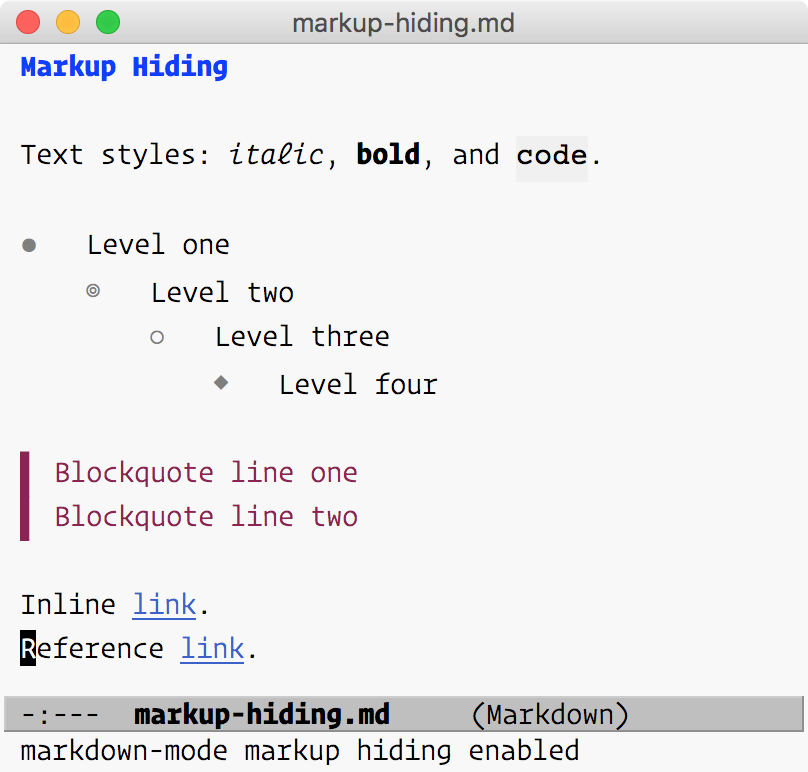 markup-hiding.md
Markup Hiding
Text styles: italic, bold, and code.
● Level one
◎ Level two
○ Level three
◆ Level four
Blockquote line one
Blockquote line two
Inline link.
Reference link.
-:--- markup-hiding.md (Markdown)
markdown-mode markup hiding enabled